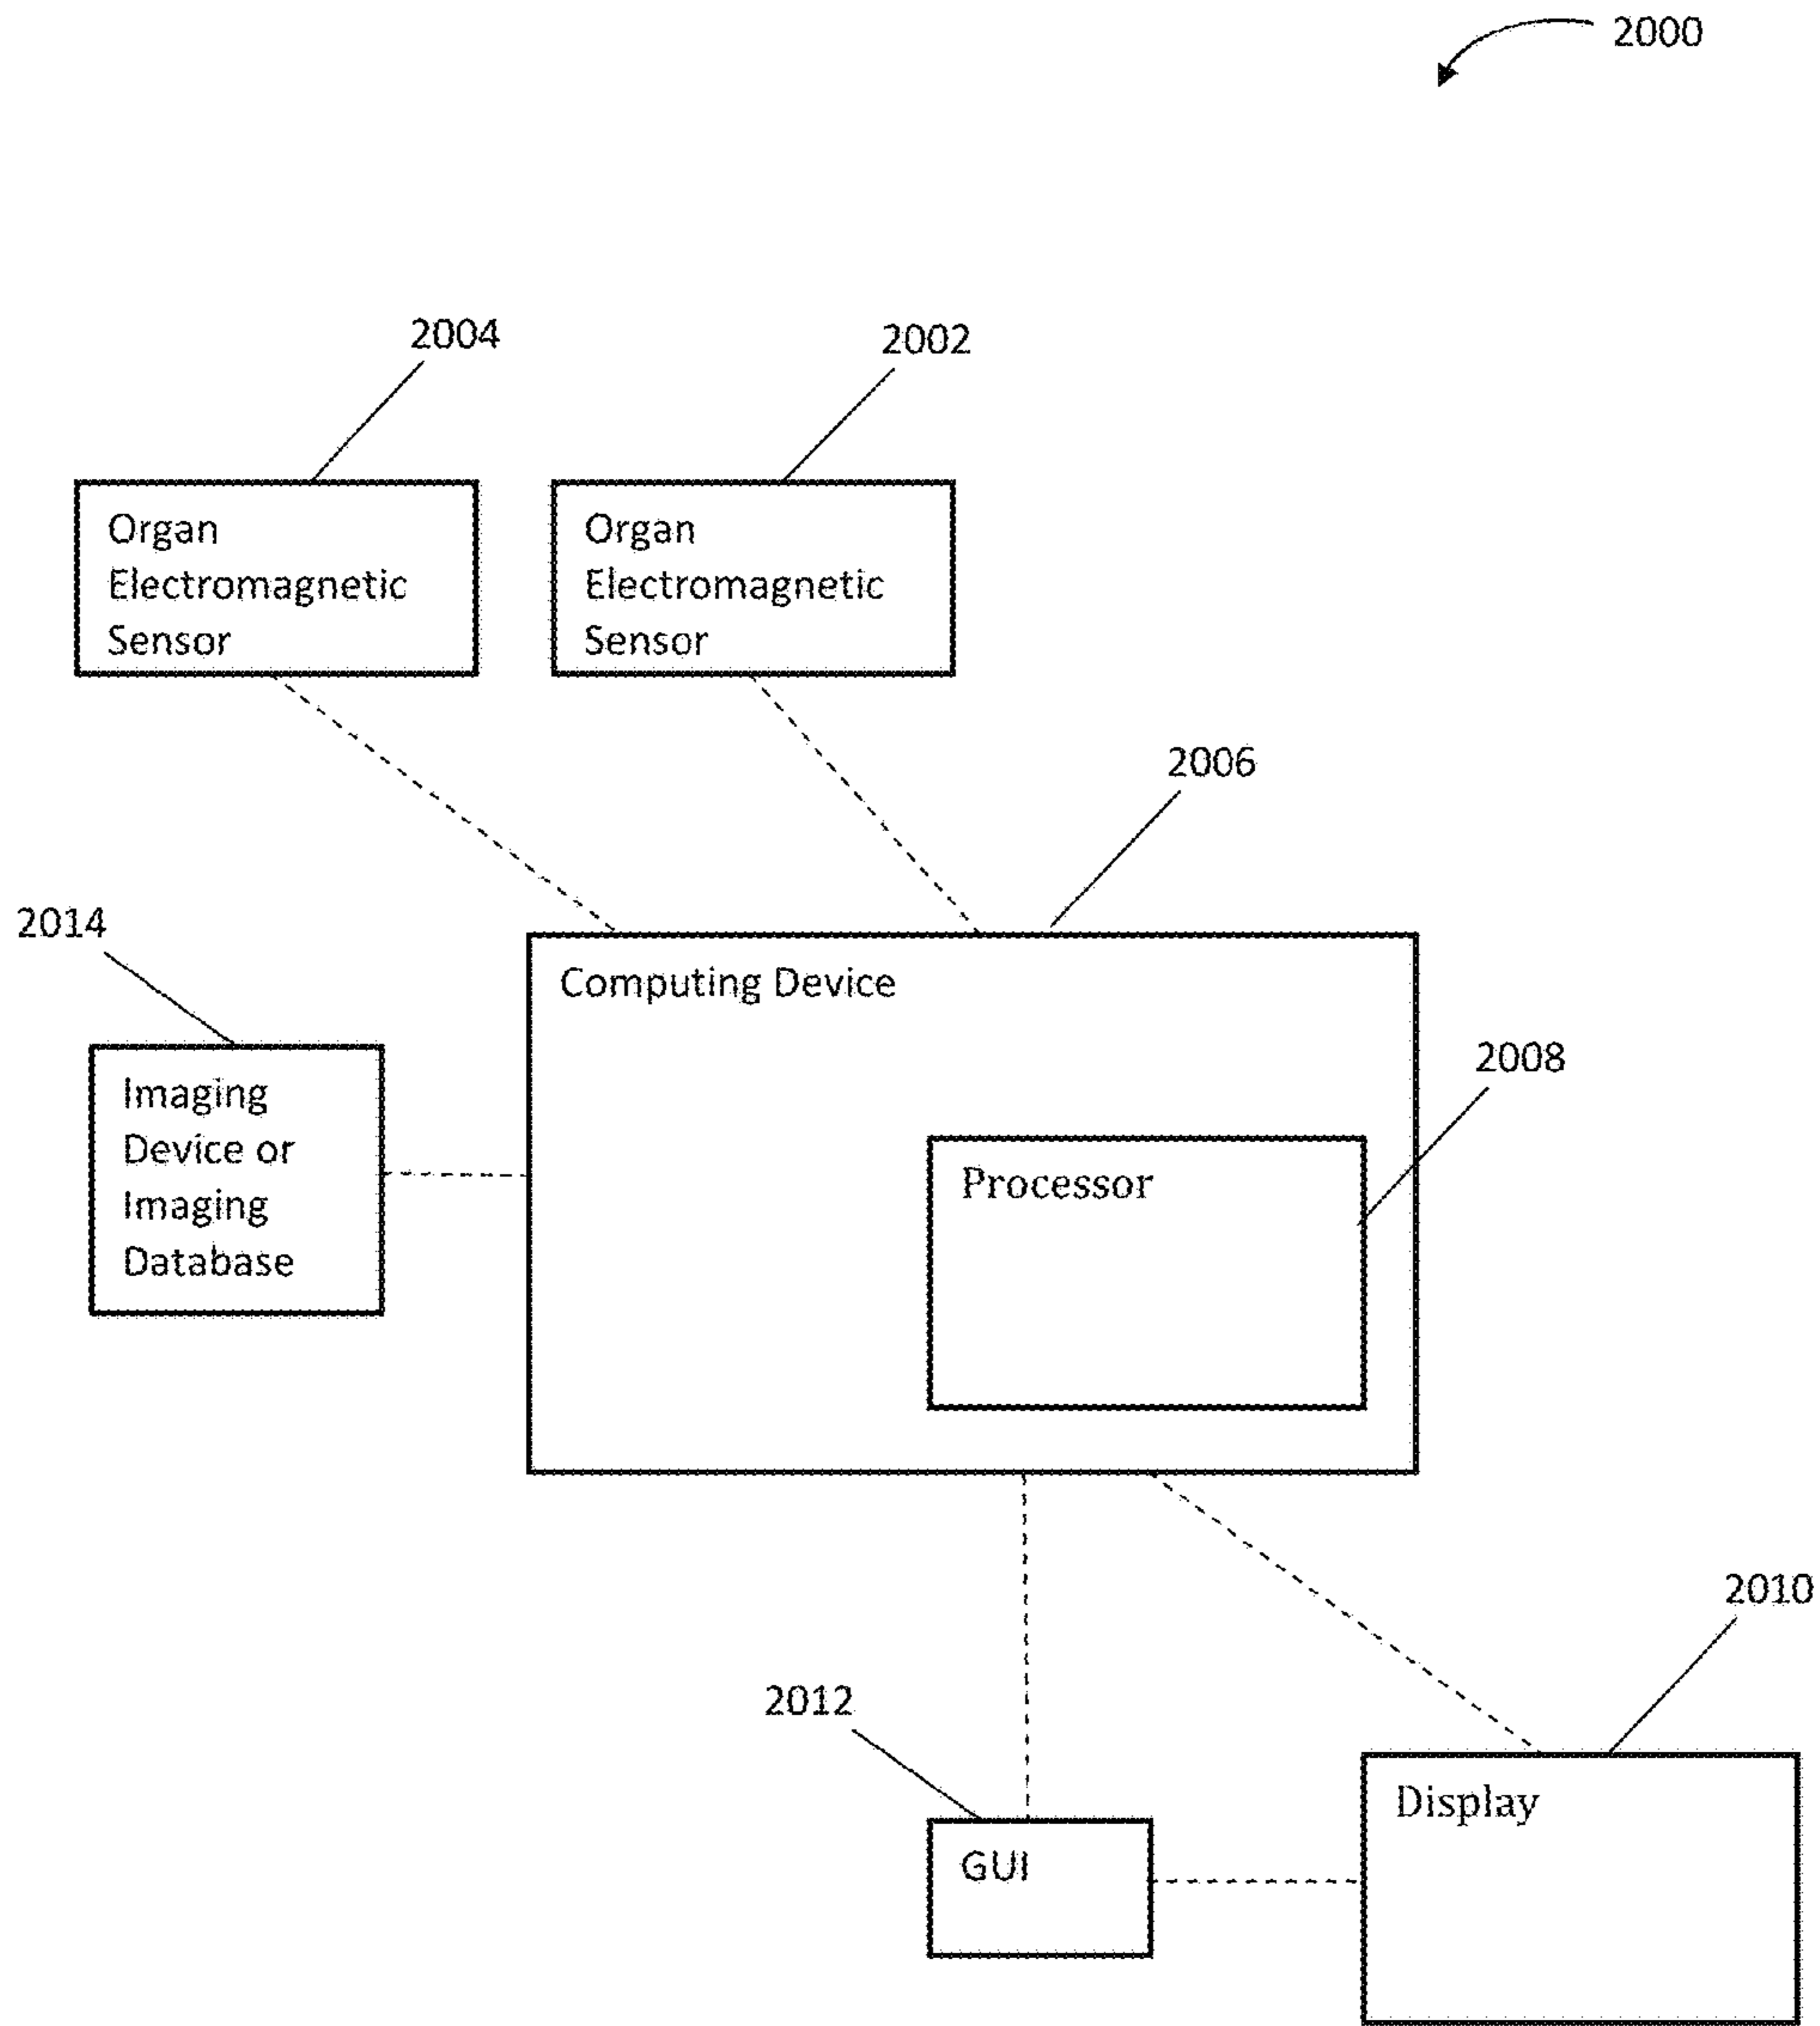 2000
2004
2002
Organ
Electromagnetic
Sensor
Organ
Electromagnetic
Sensor
2006
2014
Computing Device
Imaging
Device or
Imaging
Database
2008
Processor
2010
2012
Display
GUI